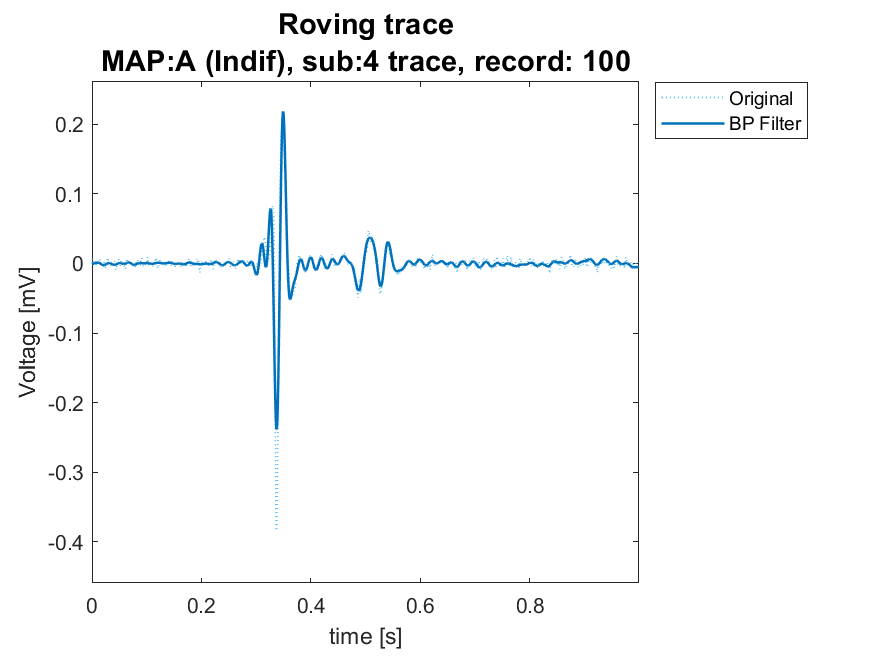 Roving trace
MAP:A (Indif), sub:4 trace, record: 100
Original
BP Filter
0.2
0.1
0
-0.1
-0.2
-0.3
-0.4
Voltage [mV]
0 0.2 0.4 0.6 0.8
time [s]